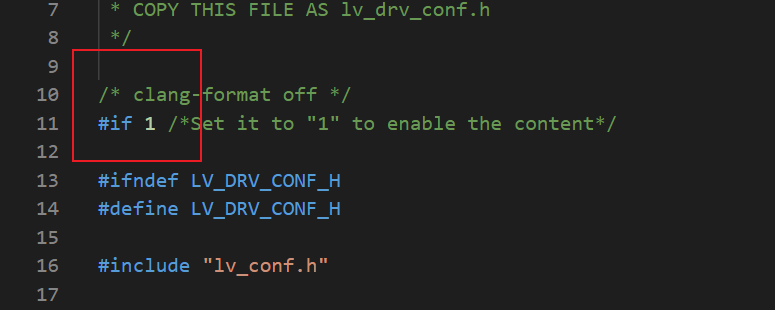 7 * COPY THIS FILE AS lv_drv_conf.h
8 */
9
10 /* clang-format off */
11 #if 1 /*Set it to "1" to enable the content*/
12
13 #ifndef LV_DRV_CONF_H
14 #define LV_DRV_CONF_H
15
16 #include "lv_conf.h"
17